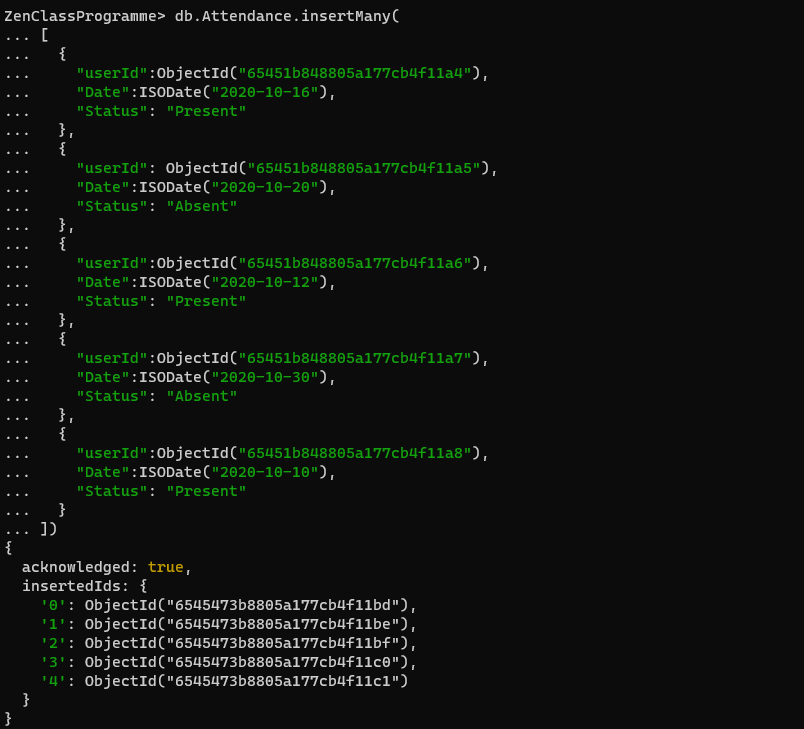 ZenClassProgramme> db.Attendance.insertMany(
... [
...   {
...     "userId":ObjectId("65451b848805a177cb4f11a4"),
...     "Date":ISODate("2020-10-16"),
...     "Status": "Present"
...   },
...   {
...     "userId": ObjectId("65451b848805a177cb4f11a5"),
...     "Date":ISODate("2020-10-20"),
...     "Status": "Absent"
...   },
...   {
...     "userId":ObjectId("65451b848805a177cb4f11a6"),
...     "Date":ISODate("2020-10-12"),
...     "Status": "Present"
...   },
...   {
...     "userId":ObjectId("65451b848805a177cb4f11a7"),
...     "Date":ISODate("2020-10-30"),
...     "Status": "Absent"
...   },
...   {
...     "userId":ObjectId("65451b848805a177cb4f11a8"),
...     "Date":ISODate("2020-10-10"),
...     "Status": "Present"
...   }
... ])
{
  acknowledged: true,
  insertedIds: {
    '0': ObjectId("6545473b8805a177cb4f11bd"),
    '1': ObjectId("6545473b8805a177cb4f11be"),
    '2': ObjectId("6545473b8805a177cb4f11bf"),
    '3': ObjectId("6545473b8805a177cb4f11c0"),
    '4': ObjectId("6545473b8805a177cb4f11c1")
  }
}